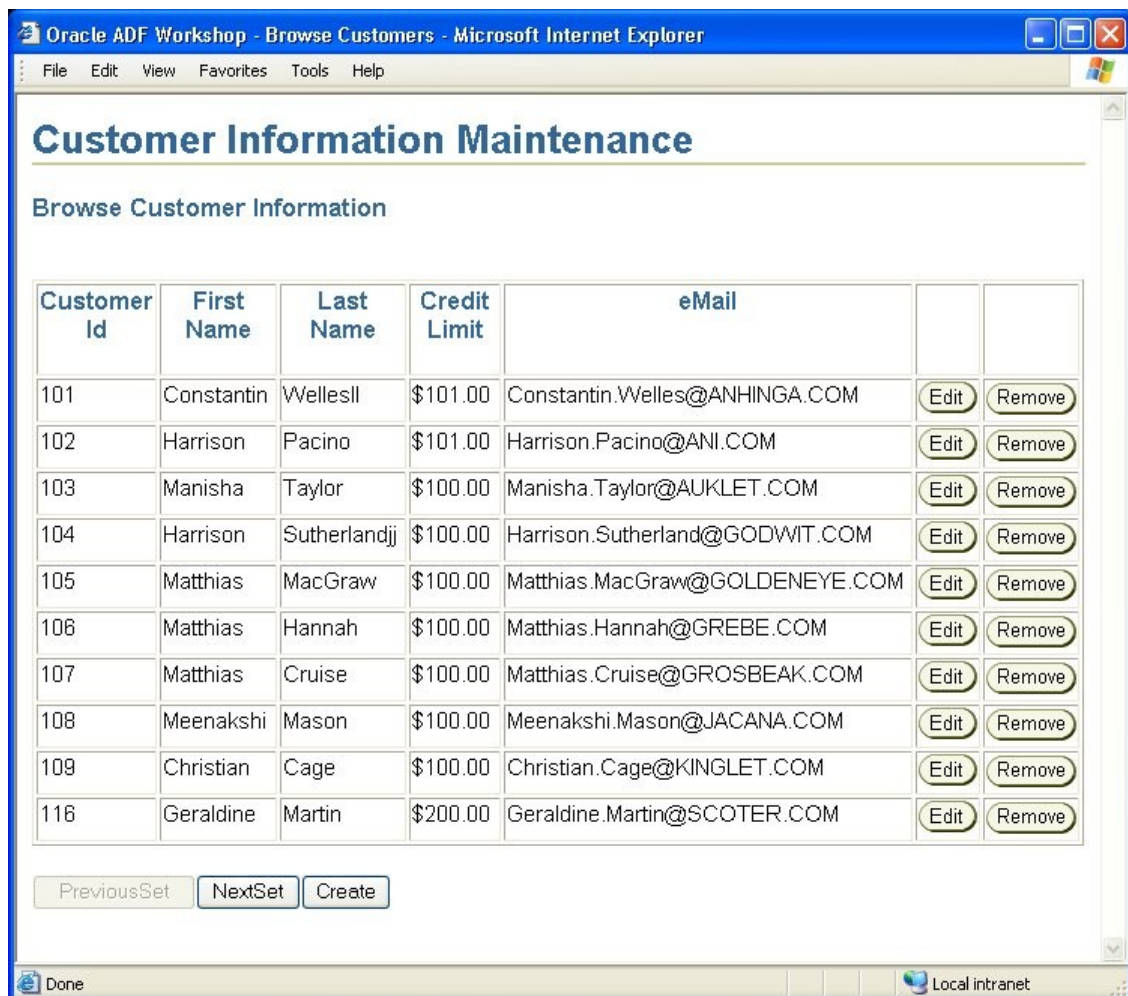 Oracle ADF Workshop - Browse Customers - Microsoft Internet Explorer
File Edit View Favorites Tools Help
Customer Information Maintenance
Browse Customer Information
Customer Id First Name Last Name Credit Limit eMail
101 Constantin Wellesll $101.00 Constantin.Welles@ANHINGA.COM Edit Remove
102 Harrison Pacino $101.00 Harrison.Pacino@ANI.COM Edit Remove
103 Manisha Taylor $100.00 Manisha.Taylor@AUKLET.COM Edit Remove
104 Harrison Sutherlandjj $100.00 Harrison.Sutherland@GODWIT.COM Edit Remove
105 Matthias MacGraw $100.00 Matthias.MacGraw@GOLDENEYE.COM Edit Remove
106 Matthias Hannah $100.00 Matthias.Hannah@GREBE.COM Edit Remove
107 Matthias Cruise $100.00 Matthias.Cruise@GROSBEAK.COM Edit Remove
108 Meenakshi Mason $100.00 Meenakshi.Mason@JACANA.COM Edit Remove
109 Christian Cage $100.00 Christian.Cage@KINGLET.COM Edit Remove
116 Geraldine Martin $200.00 Geraldine.Martin@SCOTER.COM Edit Remove
PreviousSet NextSet Create
Done Local intranet